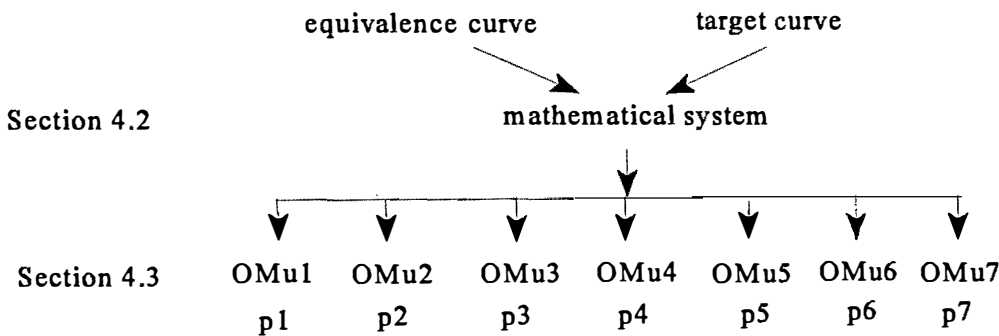 equivalence curve target curve
Section 4.2 mathematical system
Section 4.3 OMu1 OMu2 OMu3 OMu4 OMu5 OMu6 OMu7
p1 p2 p3 p4 p5 p6 p7